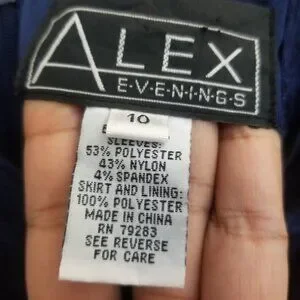 ALEX
E·V·E·N·I·N·G·S
10
SLEEVES:
53% POLYESTER
43% NYLON
4% SPANDEX
SKIRT AND LINING:
100% POLYESTER
MADE IN CHINA
RN 79283
SEE REVERSE
FOR CARE